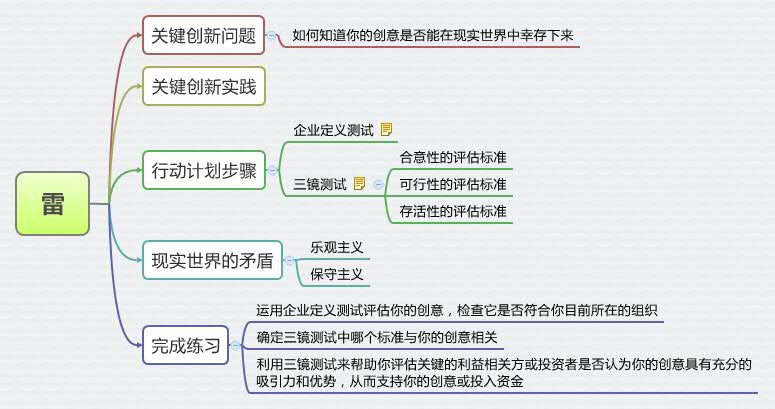 雷
关键创新问题
如何知道你的创意是否能在现实世界中幸存下来
关键创新实践
行动计划步骤
企业定义测试
三镜测试
合意性的评估标准
可行性的评估标准
存活性的评估标准
现实世界的矛盾
乐观主义
保守主义
完成练习
运用企业定义测试评估你的创意，检查它是否符合你目前所在的组织
确定三镜测试中哪个标准与你的创意相关
利用三镜测试来帮助你评估关键的利益相关方或投资者是否认为你的创意具有充分的
吸引力和优势，从而支持你的创意或投入资金